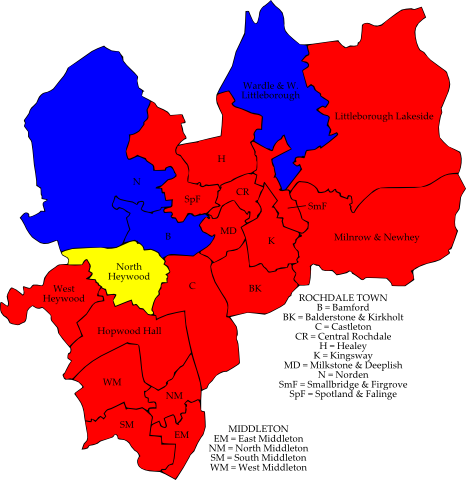 Wardle & W
Littleborough
Littleborough Lakeside
H
N
CR
SpF
SmF
MD
B
K
Milnrow & Newhey
North
Heywood
C
BK
West
Heywood
Hopwood Hall
WM
NM
SM
EM
ROCHDALE TOWN
B = Bamford
BK = Balderstone & Kirkholt
C = Castleton
CR = Central Rochdale
H = Healey
K = Kingsway
MD = Milkstone & Deeplish
N = Norden
SmF = Smallbridge & Firgrove
SpF = Spotland & Falinge
MIDDLETON
EM = East Middleton
NM = North Middleton
SM = South Middleton
WM = West Middleton